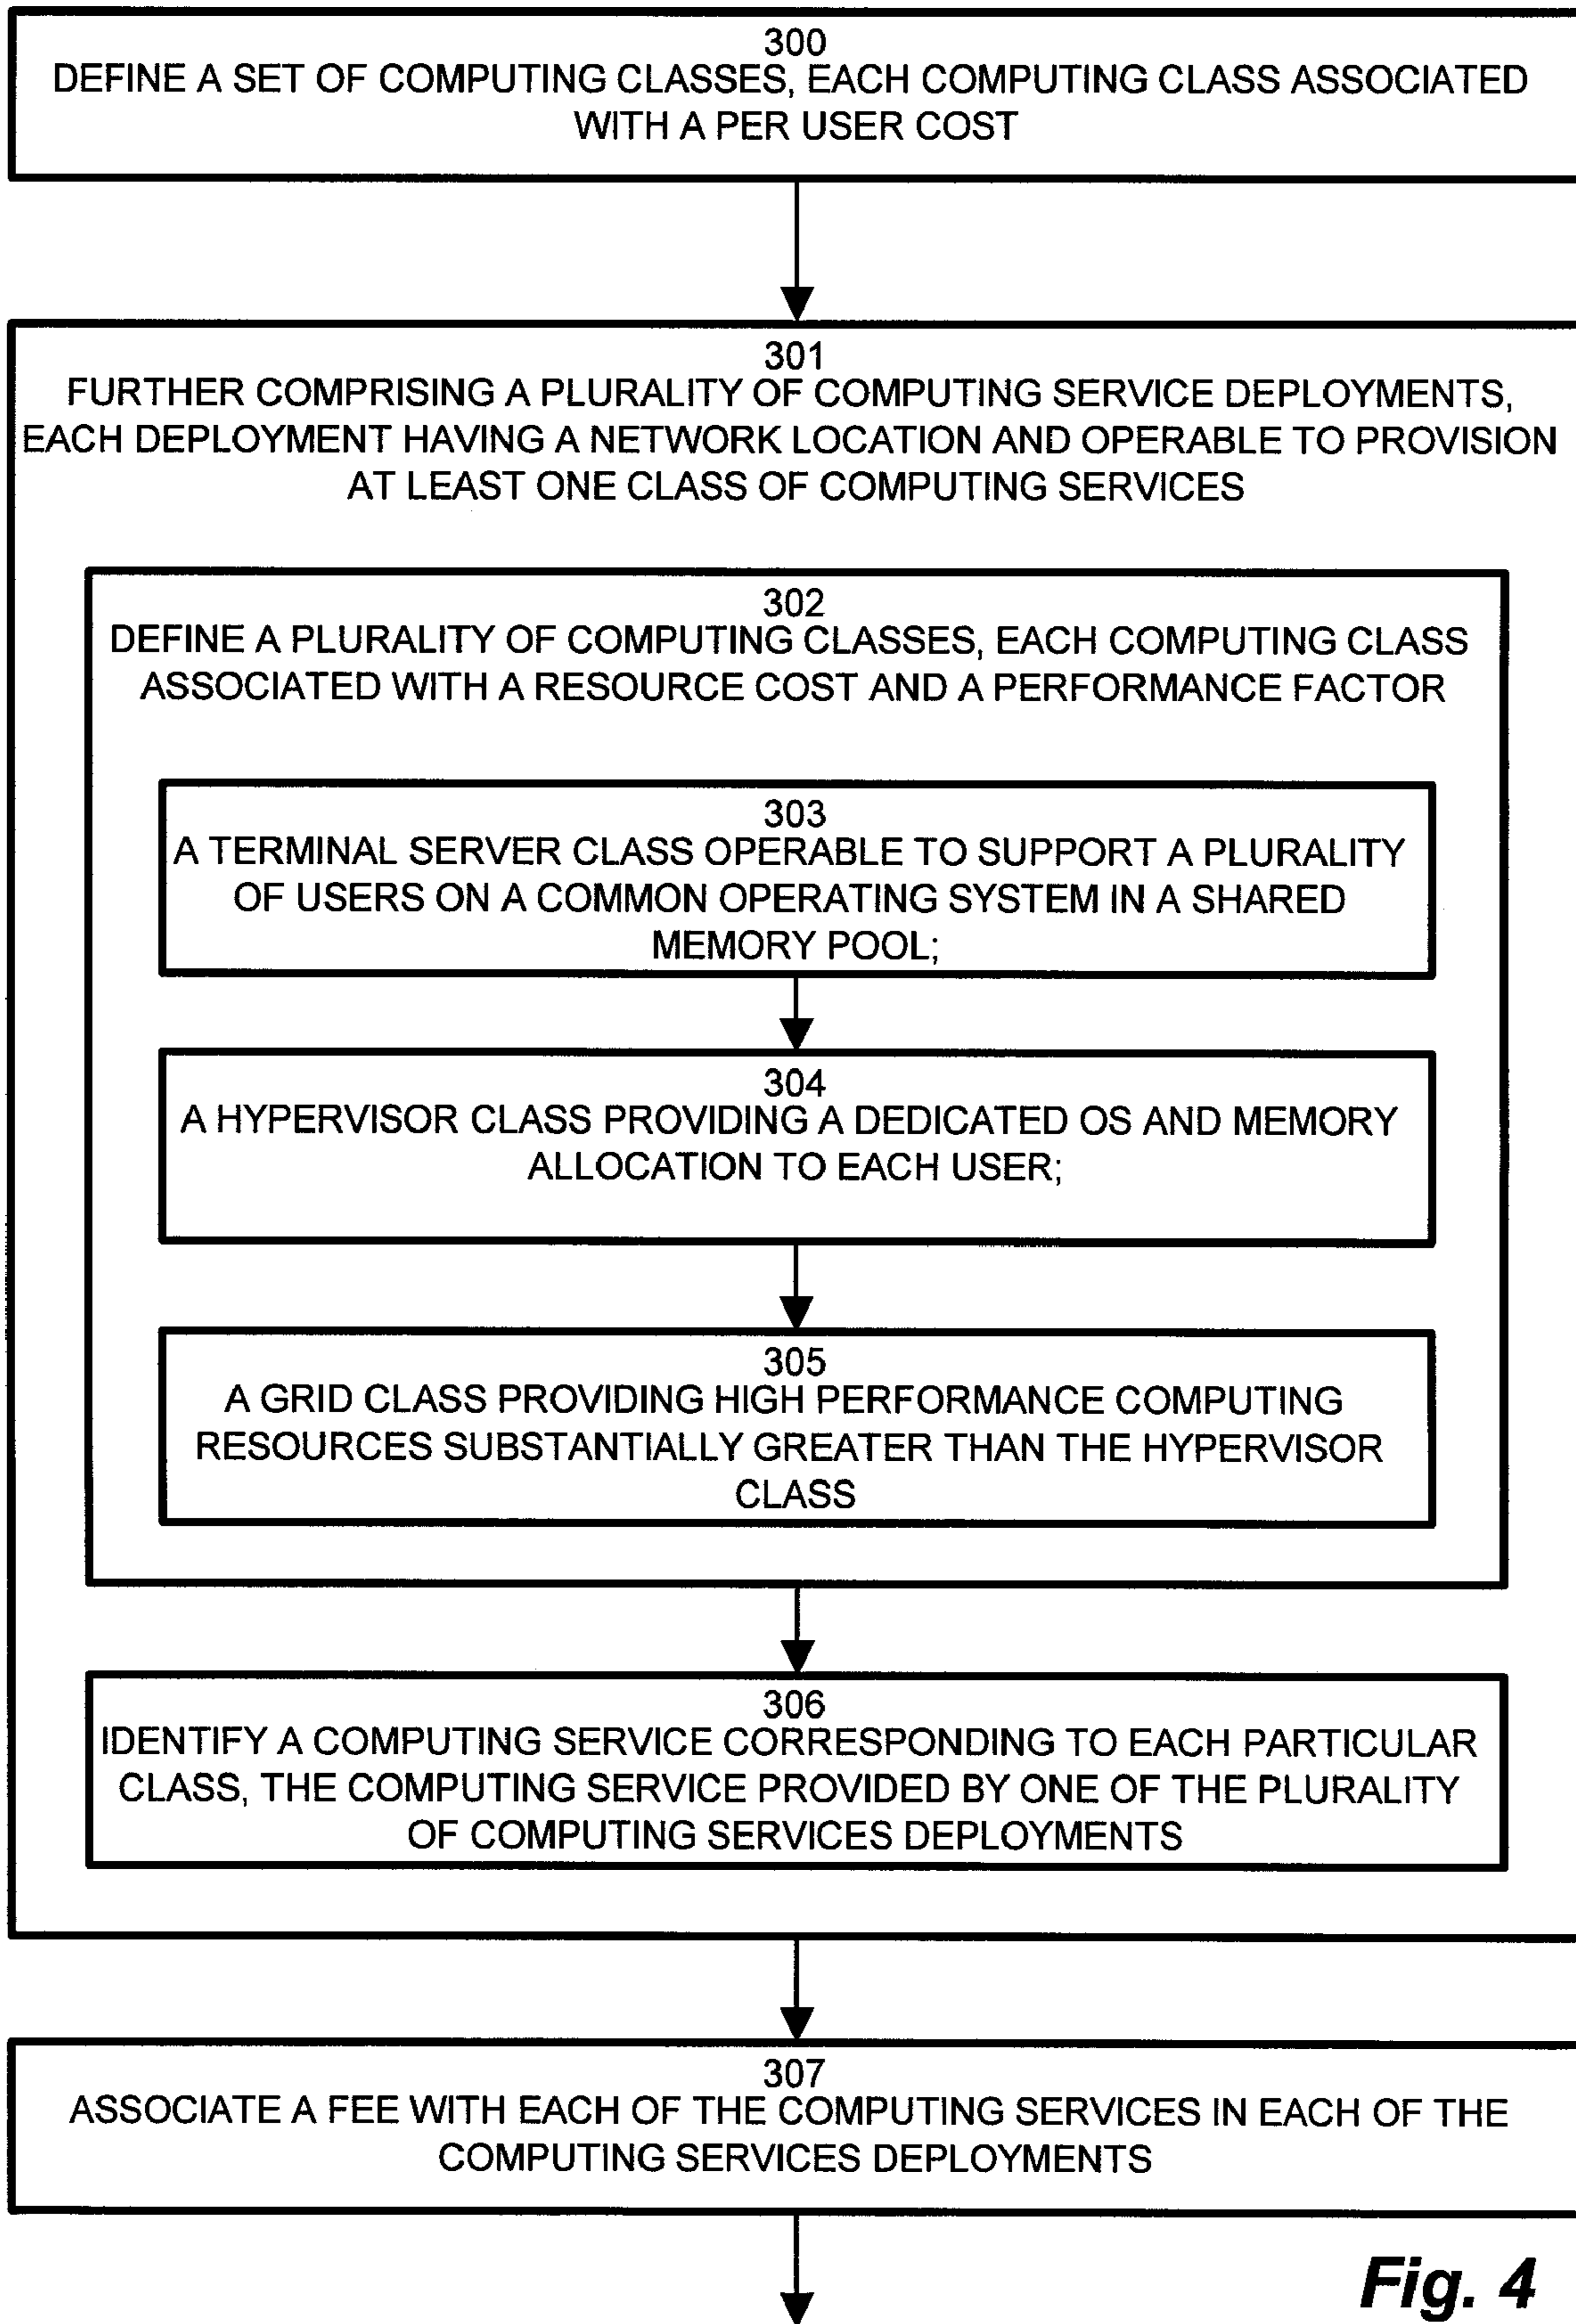 300
DEFINE A SET OF COMPUTING CLASSES, EACH COMPUTING CLASS ASSOCIATED
WITH A PER USER COST
301
FURTHER COMPRISING A PLURALITY OF COMPUTING SERVICE DEPLOYMENTS,
EACH DEPLOYMENT HAVING A NETWORK LOCATION AND OPERABLE TO PROVISION
AT LEAST ONE CLASS OF COMPUTING SERVICES
302
DEFINE A PLURALITY OF COMPUTING CLASSES, EACH COMPUTING CLASS
ASSOCIATED WITH A RESOURCE COST AND A PERFORMANCE FACTOR
303
A TERMINAL SERVER CLASS OPERABLE TO SUPPORT A PLURALITY
OF USERS ON A COMMON OPERATING SYSTEM IN A SHARED
MEMORY POOL;
304
A HYPERVISOR CLASS PROVIDING A DEDICATED OS AND MEMORY
ALLOCATION TO EACH USER;
305
A GRID CLASS PROVIDING HIGH PERFORMANCE COMPUTING
RESOURCES SUBSTANTIALLY GREATER THAN THE HYPERVISOR
CLASS
306
IDENTIFY A COMPUTING SERVICE CORRESPONDING TO EACH PARTICULAR
CLASS, THE COMPUTING SERVICE PROVIDED BY ONE OF THE PLURALITY
OF COMPUTING SERVICES DEPLOYMENTS
307
ASSOCIATE A FEE WITH EACH OF THE COMPUTING SERVICES IN EACH OF THE
COMPUTING SERVICES DEPLOYMENTS
Fig. 4